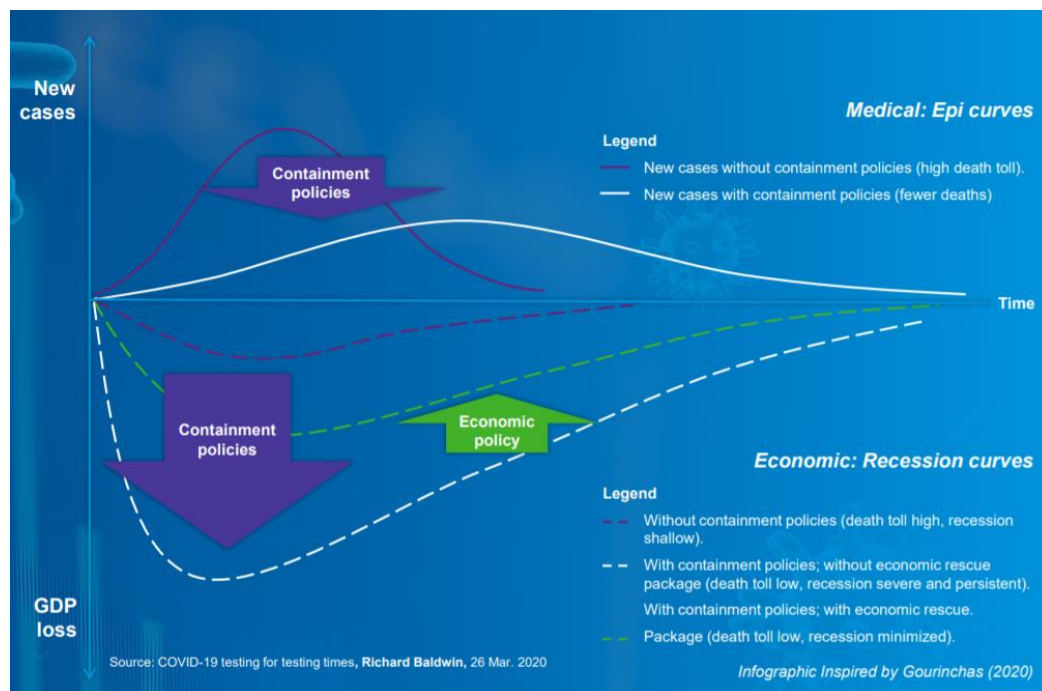 New
cases
Medical: Epi curves
Legend
New cases without containment policies (high death toll).
New cases with containment policies (fewer deaths)
Containment
policies
Time
Containment
policies
Economic
policy
Economic: Recession curves
Legend
Without containment policies (death toll high, recession
shallow).
With containment policies; without economic rescue
package (death toll low, recession severe and persistent).
With containment policies; with economic rescue.
Package (death toll low, recession minimized).
GDP
loss
Source: COVID-19 testing for testing times, Richard Baldwin, 26 Mar. 2020
Infographic Inspired by Gourinchas (2020)